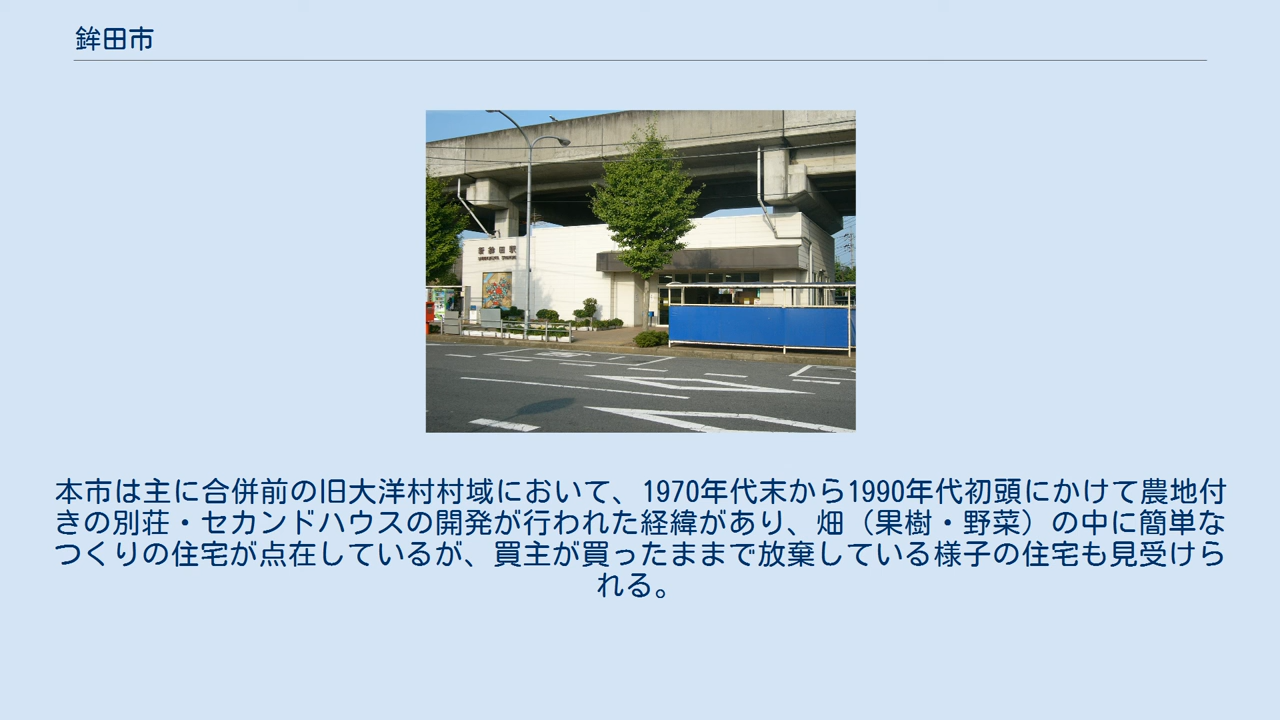 鉾田市
新鉾田駅
本市は主に合併前の旧大洋村村域において、1970年代末から1990年代初頭にかけて農地付
きの別荘・セカンドハウスの開発が行われた経緯があり、畑（果樹・野菜）の中に簡単な
つくりの住宅が点在しているが、買主が買ったままで放棄している様子の住宅も見受けら
れる。